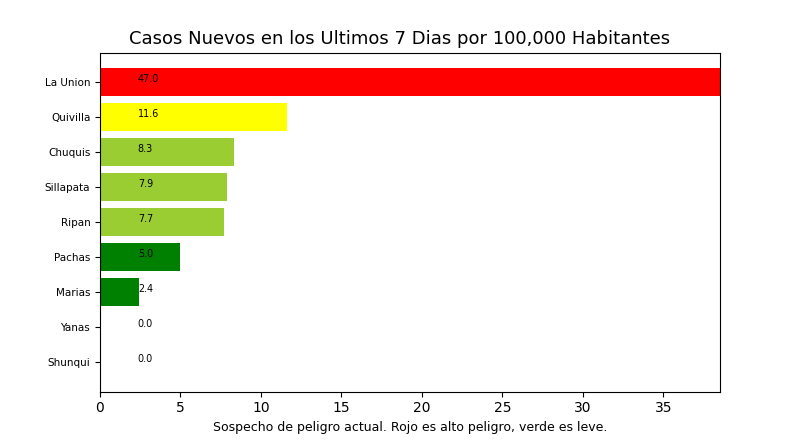 Casos Nuevos en los Ultimos 7 Dias por 100,000 Habitantes
La Union 47.0
Quivilla 11.6
Chuquis 8.3
Sillapata 7.9
Ripan 7.7
Pachas 5.0
Marias 2.4
Yanas 0.0
Shunqui 0.0
0 5 10 15 20 25 30 35
Sospecho de peligro actual. Rojo es alto peligro, verde es leve.